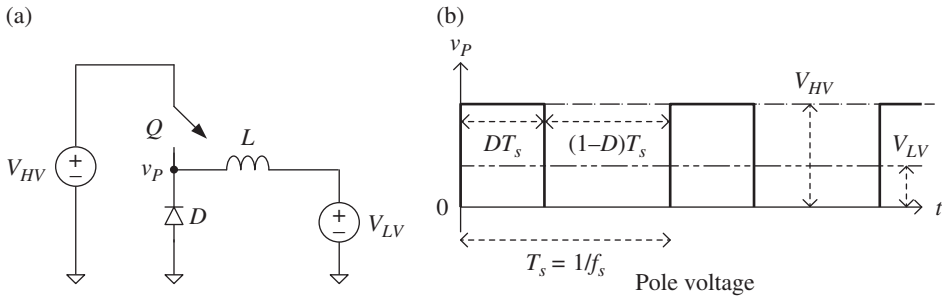 (a)
Q
L
V_HV
+
−
v_P
D
+
−
V_LV
(b)
v_P
V_HV
DT_s
(1–D)T_s
V_LV
0
t
T_s = 1/f_s
Pole voltage